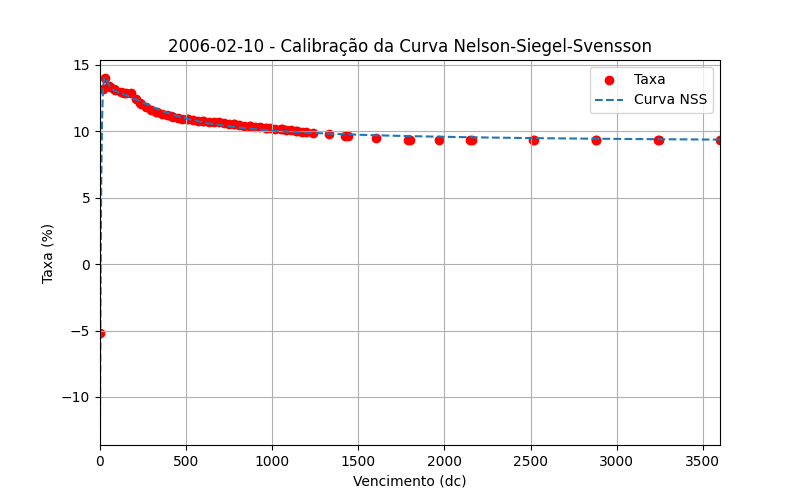 2006-02-10 - Calibração da Curva Nelson-Siegel-Svensson
Taxa
Curva NSS
Taxa (%)
15
10
5
0
−5
−10
0
500
1000
1500
2000
2500
3000
3500
Vencimento (dc)